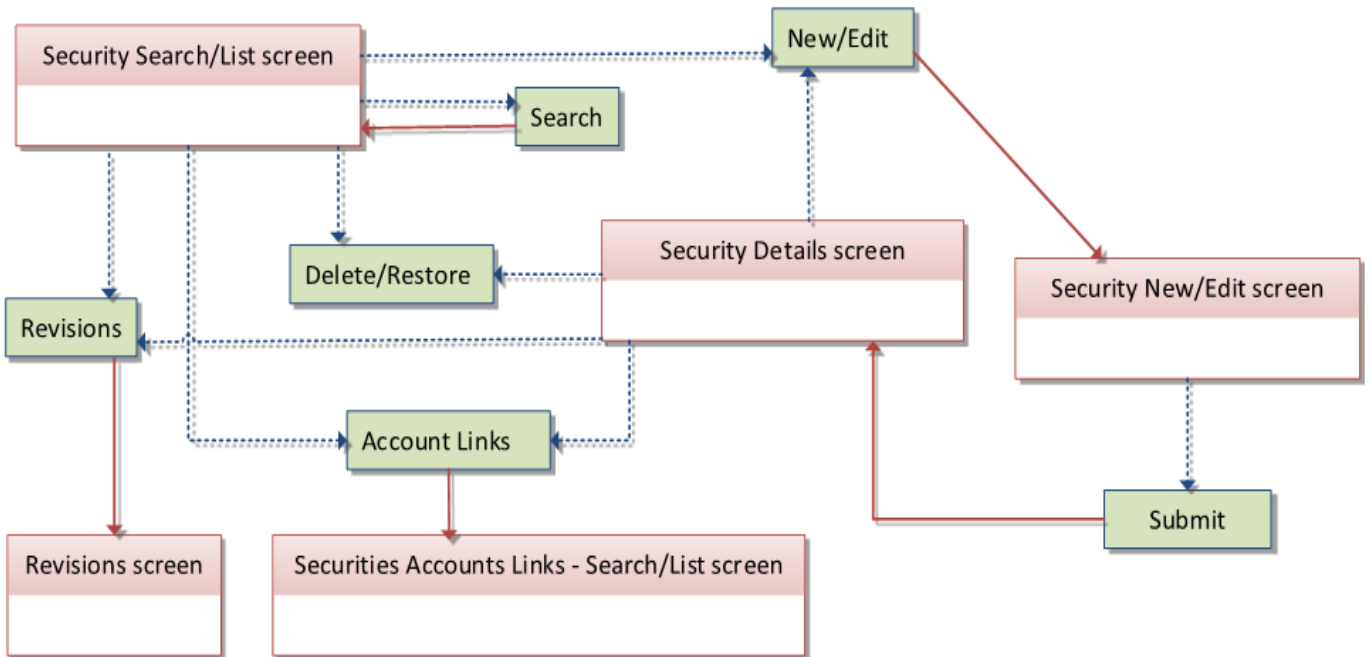 Security Search/List screen
New/Edit
Search
Security Details screen
Delete/Restore
Security New/Edit screen
Revisions
Account Links
Submit
Revisions screen
Securities Accounts Links - Search/List screen